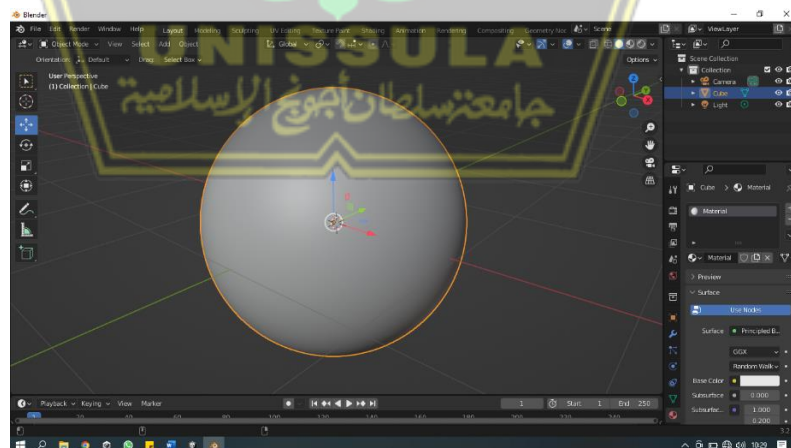 Blender
File Edit Render Window Help Layout Modeling Sculpting UV Editing Texture Paint Shading Animation Rendering Compositing Geometry Noc Scene ViewLayer
Object Mode View Select Add Object Global
Orientation: Default Drag Select Box Options
UNISSULA
جامعة سلطان أجونج الإسلامية
User Perspective
(1) Collection | Cube
Scene Collection
Collection
Camera
Cube
Light
Cube > Material
Material
Material
Preview
Surface
Use Nodes
Surface Principled B...
GGX
Random Walk
Base Color
Subsurface 0.000
Subsurfac.. 1.000
0.200
Playback Keying View Marker 1 Start 1 End 250
10:29